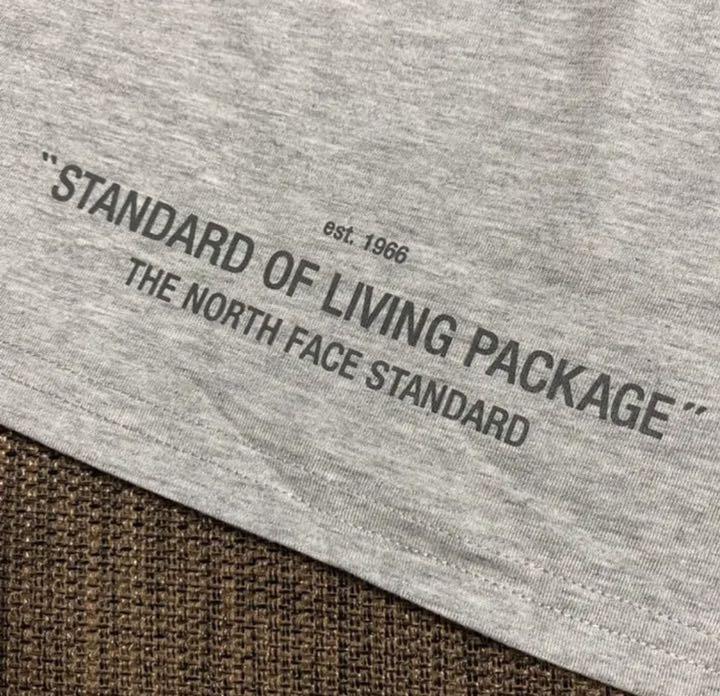 est. 1966
"STANDARD OF LIVING PACKAGE"
THE NORTH FACE STANDARD